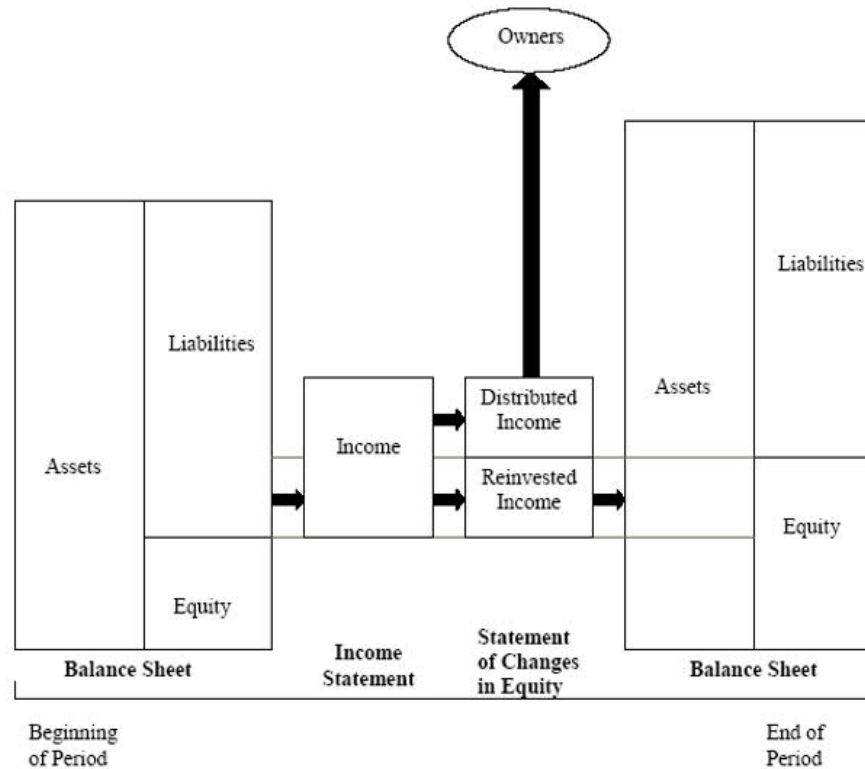 Owners
Liabilities
Liabilities
Assets
Distributed
Income
Income
Assets
Reinvested
Income
Equity
Equity
Balance Sheet
Income
Statement
Statement
of Changes
in Equity
Balance Sheet
Beginning
of Period
End of
Period